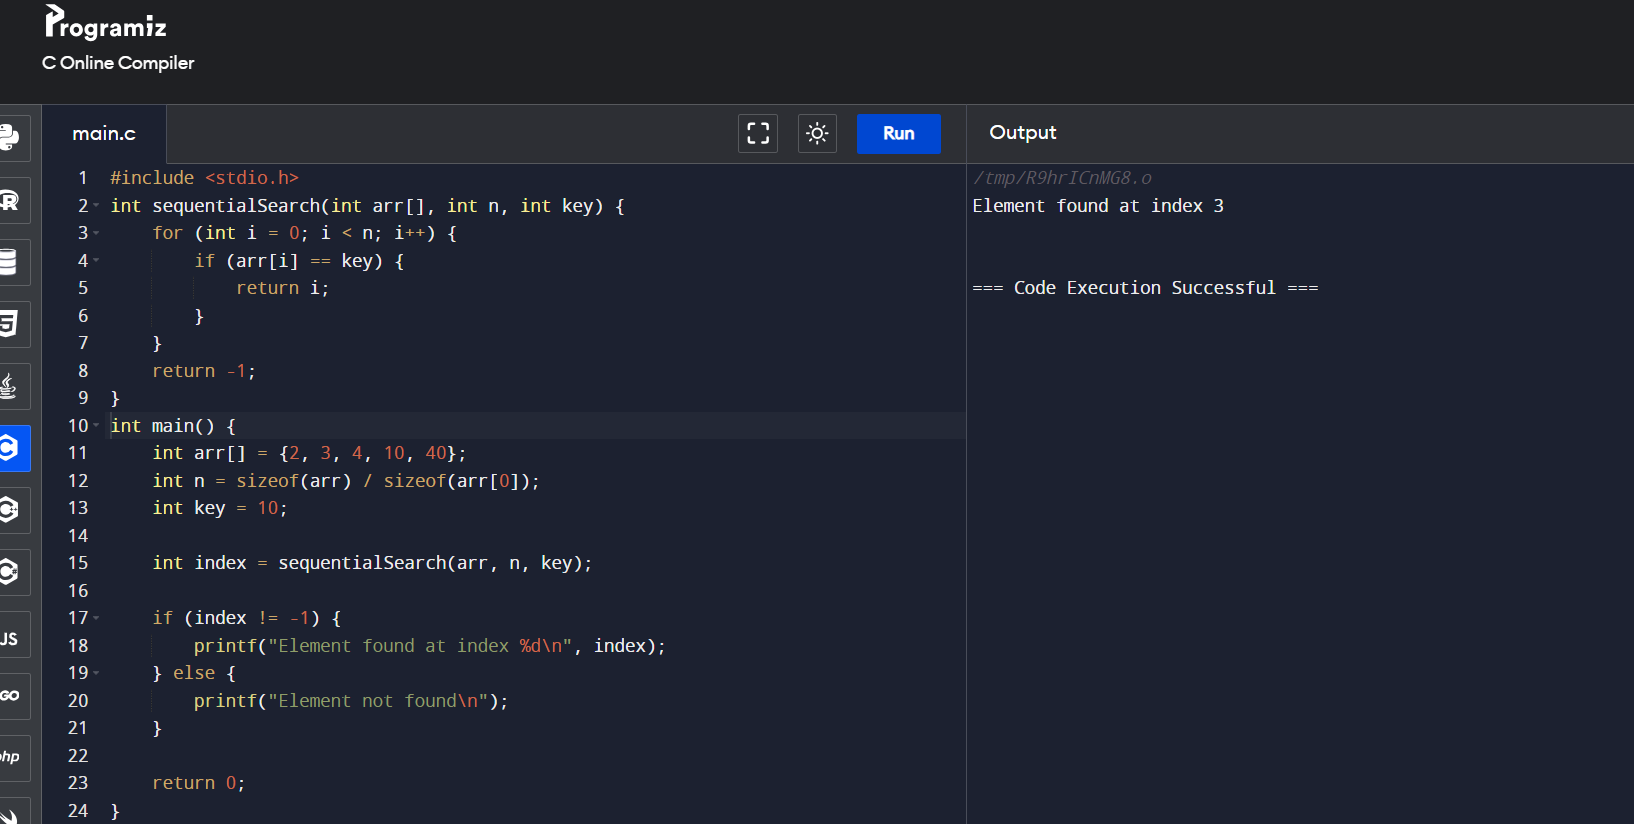 Programiz
C Online Compiler
main.c
Run
Output
1 #include <stdio.h>
2 int sequentialSearch(int arr[], int n, int key) {
3     for (int i = 0; i < n; i++) {
4         if (arr[i] == key) {
5             return i;
6         }
7     }
8     return -1;
9 }
10 int main() {
11     int arr[] = {2, 3, 4, 10, 40};
12     int n = sizeof(arr) / sizeof(arr[0]);
13     int key = 10;
14
15     int index = sequentialSearch(arr, n, key);
16
17     if (index != -1) {
18         printf("Element found at index %d\n", index);
19     } else {
20         printf("Element not found\n");
21     }
22
23     return 0;
24 }
/tmp/R9hrICnMG8.o
Element found at index 3
=== Code Execution Successful ===
R
C
C
JS
GO
php